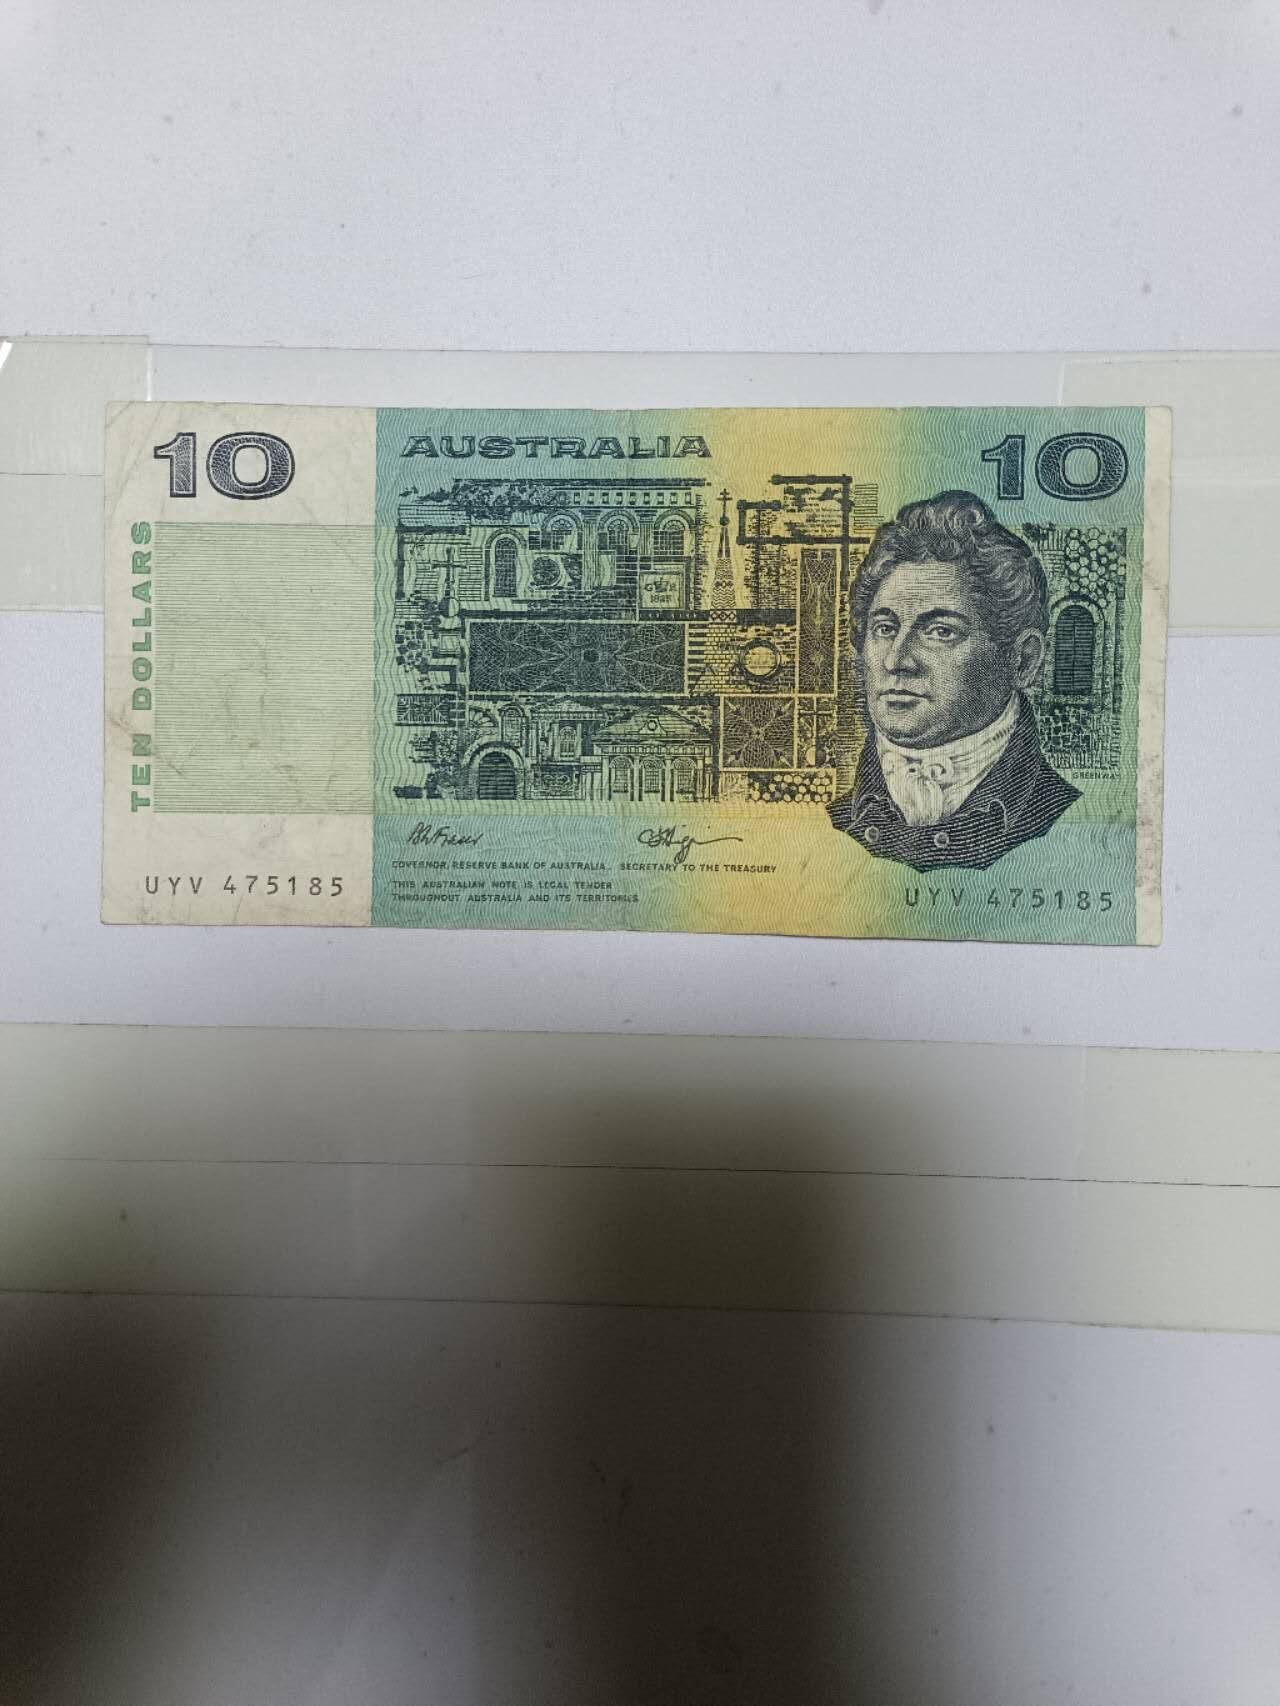 10 AUSTRALIA 10
TEN DOLLARS
GREENWAY
GOVERNOR, RESERVE BANK OF AUSTRALIA. SECRETARY TO THE TREASURY
THIS AUSTRALIAN NOTE IS LEGAL TENDER
THROUGHOUT AUSTRALIA AND ITS TERRITORIES
UYV 475185 UYV 475185